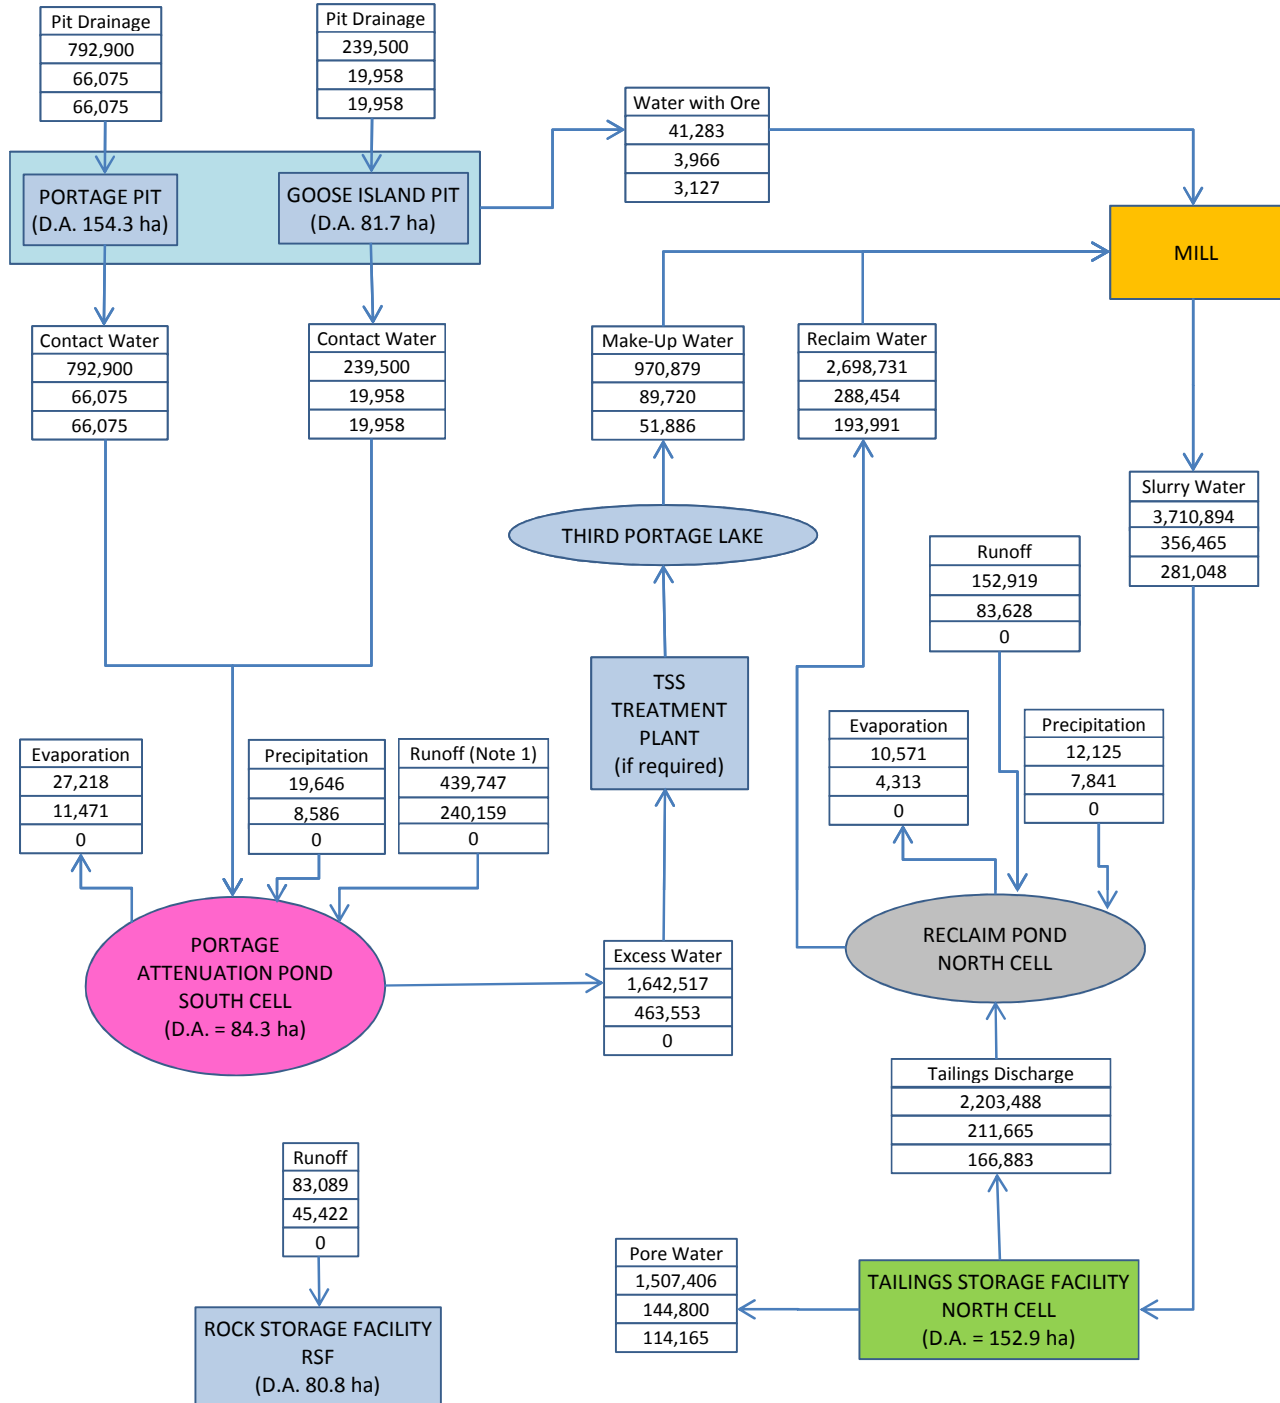 Pit Drainage
792,900
66,075
66,075
Pit Drainage
239,500
19,958
19,958
Water with Ore
41,283
3,966
3,127
PORTAGE PIT
(D.A. 154.3 ha)
GOOSE ISLAND PIT
(D.A. 81.7 ha)
MILL
Contact Water
792,900
66,075
66,075
Contact Water
239,500
19,958
19,958
Make-Up Water
970,879
89,720
51,886
Reclaim Water
2,698,731
288,454
193,991
Slurry Water
3,710,894
356,465
281,048
THIRD PORTAGE LAKE
Runoff
152,919
83,628
0
TSS
TREATMENT
PLANT
(if required)
Evaporation
27,218
11,471
0
Precipitation
19,646
8,586
0
Runoff (Note 1)
439,747
240,159
0
Evaporation
10,571
4,313
0
Precipitation
12,125
7,841
0
PORTAGE
ATTENUATION POND
SOUTH CELL
(D.A. = 84.3 ha)
Excess Water
1,642,517
463,553
0
RECLAIM POND
NORTH CELL
Tailings Discharge
2,203,488
211,665
166,883
Runoff
83,089
45,422
0
Pore Water
1,507,406
144,800
114,165
TAILINGS STORAGE FACILITY
NORTH CELL
(D.A. = 152.9 ha)
ROCK STORAGE FACILITY
RSF
(D.A. 80.8 ha)